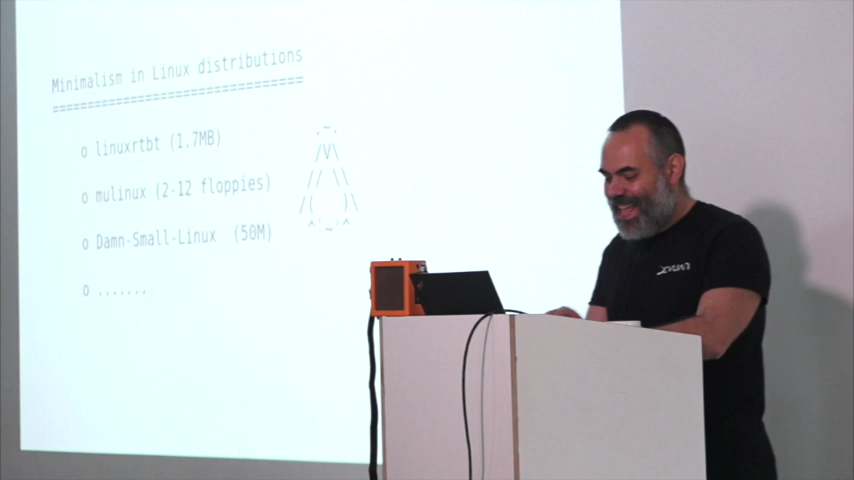 Minimalism in Linux distributions
=================================
o linuxrtbt (1.7MB)
o mulinux (2-12 floppies)
o Damn-Small-Linux (50M)
o .......